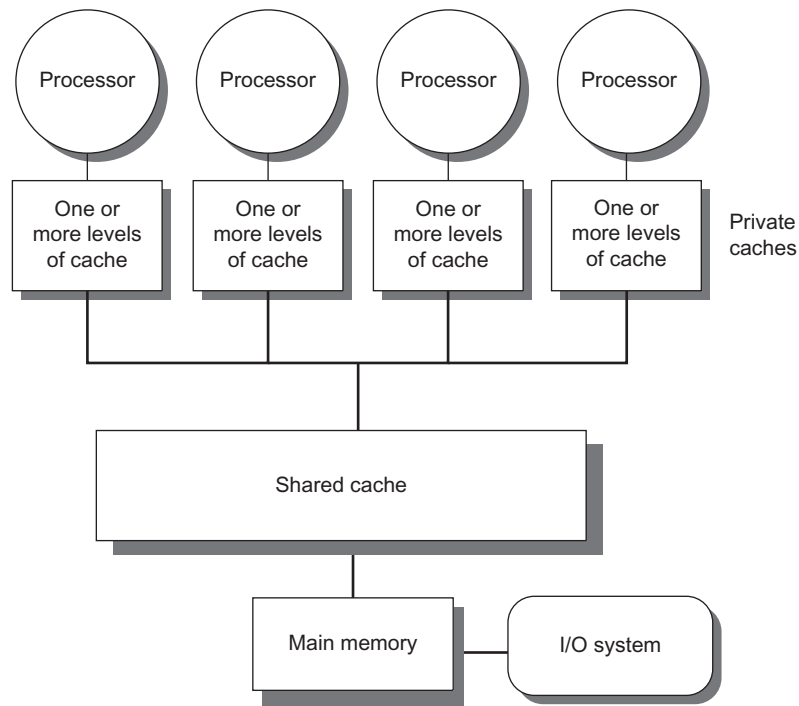 Processor
Processor
Processor
Processor
One or
more levels
of cache
One or
more levels
of cache
One or
more levels
of cache
One or
more levels
of cache
Private
caches
Shared cache
Main memory
I/O system